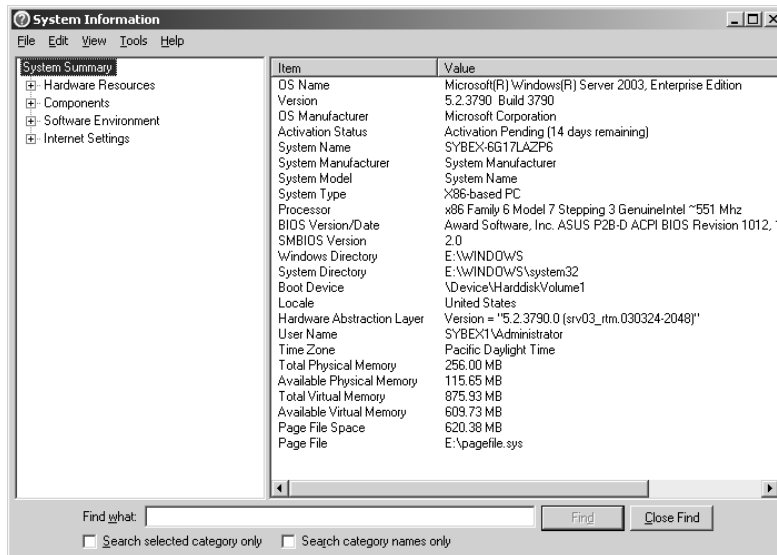 System Information
File Edit View Tools Help
System Summary
Hardware Resources
Components
Software Environment
Internet Settings
Item Value
OS Name Microsoft(R) Windows(R) Server 2003, Enterprise Edition
Version 5.2.3790 Build 3790
OS Manufacturer Microsoft Corporation
Activation Status Activation Pending (14 days remaining)
System Name SYBEX-6G17LAZP6
System Manufacturer System Manufacturer
System Model System Name
System Type X86-based PC
Processor x86 Family 6 Model 7 Stepping 3 GenuineIntel ~551 Mhz
BIOS Version/Date Award Software, Inc. ASUS P2B-D ACPI BIOS Revision 1012,
SMBIOS Version 2.0
Windows Directory E:\WINDOWS
System Directory E:\WINDOWS\system32
Boot Device \Device\HarddiskVolume1
Locale United States
Hardware Abstraction Layer Version = "5.2.3790.0 (srv03_rtm.030324-2048)"
User Name SYBEX1\Administrator
Time Zone Pacific Daylight Time
Total Physical Memory 256.00 MB
Available Physical Memory 115.65 MB
Total Virtual Memory 875.93 MB
Available Virtual Memory 609.73 MB
Page File Space 620.38 MB
Page File E:\pagefile.sys
Find what: Find Close Find
Search selected category only Search category names only